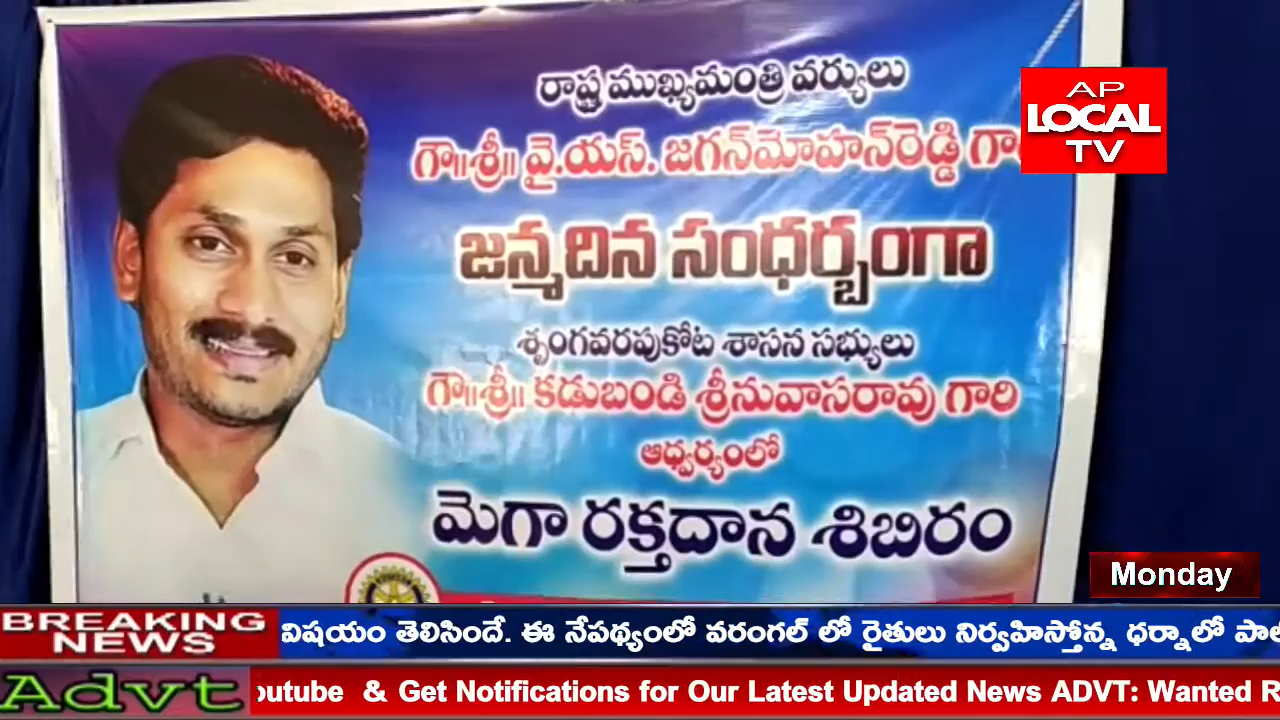 రాష్ట్ర ముఖ్యమంత్రి వర్యులు
గౌ॥శ్రీ॥ వై.యస్. జగన్‌మోహన్‌రెడ్డి
జన్మదిన సంధర్భంగా
శృంగవరపుకోట శాసన సభ్యులు
గౌ॥శ్రీ॥ కడుబండి శ్రీనువాసరావు గారి
ఆధ్వర్యంలో
మెగా రక్తదాన శిబిరం
AP
LOCAL
TV
Monday
BREAKING
NEWS
విషయం తెలిసిందే. ఈ నేపథ్యంలో వరంగల్ లో రైతులు నిర్వహిస్తోన్న ధర్నాలో
Advt
& Get Notifications for Our Latest Updated News ADVT: Wanted